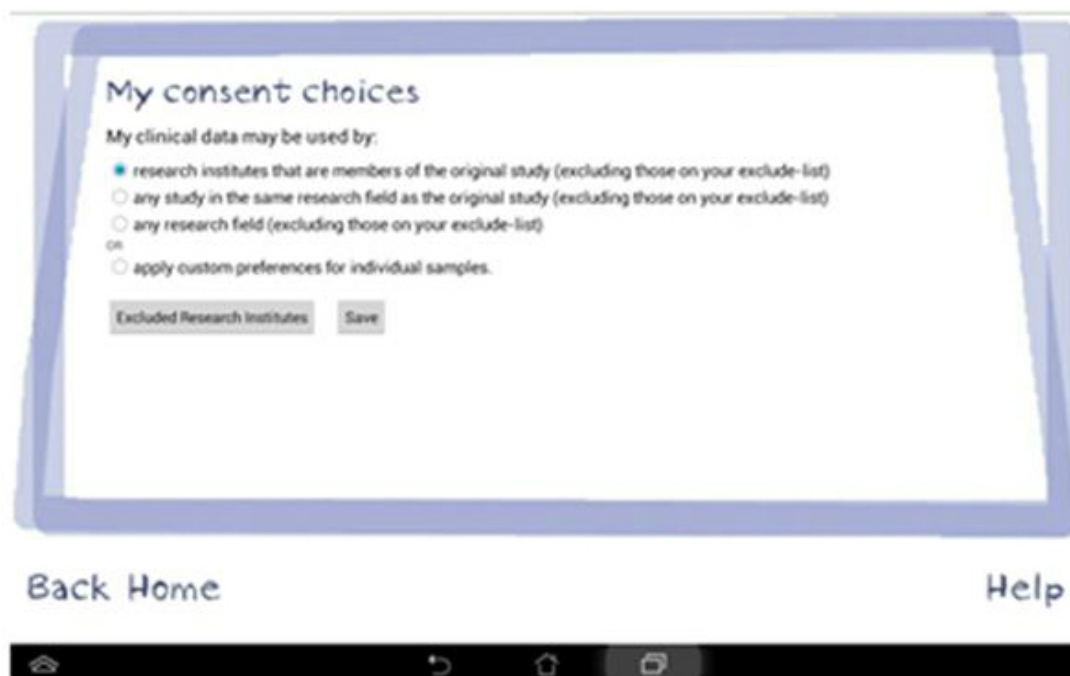 My consent choices
My clinical data may be used by:
research institutes that are members of the original study (excluding those on your exclude-list)
any study in the same research field as the original study (excluding those on your exclude-list)
any research field (excluding those on your exclude-list)
OR
apply custom preferences for individual samples.
Excluded Research Institutes Save
Back Home Help